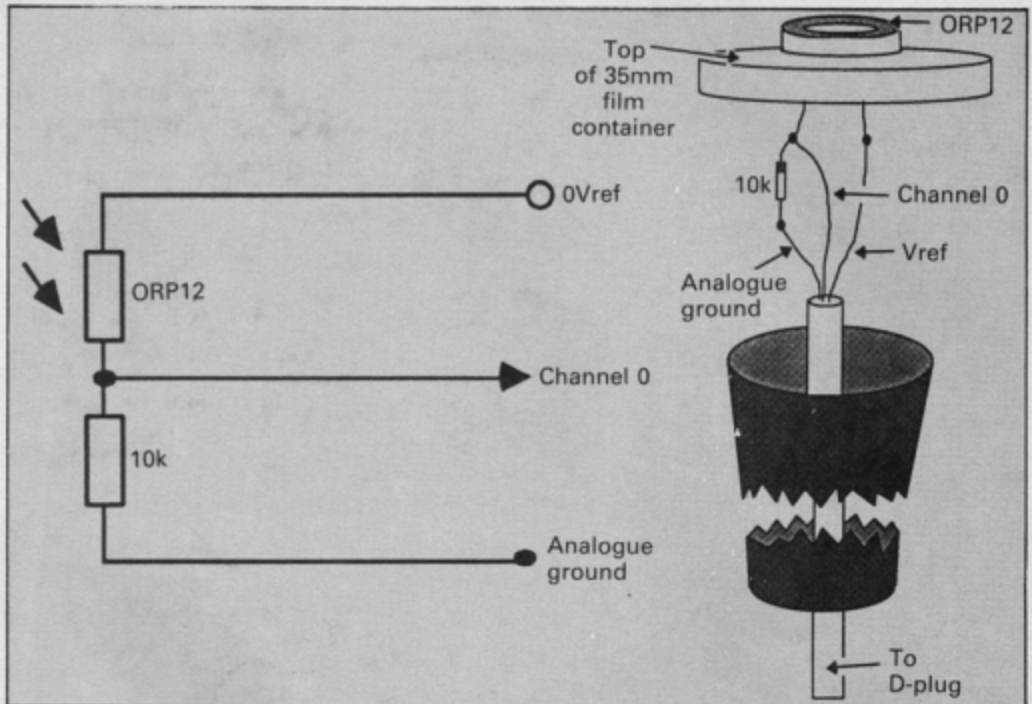 0Vref
ORP12
Channel 0
10k
Analogue
ground
ORP12
Top
of 35mm
film
container
10k
Channel 0
Vref
Analogue
ground
To
D-plug